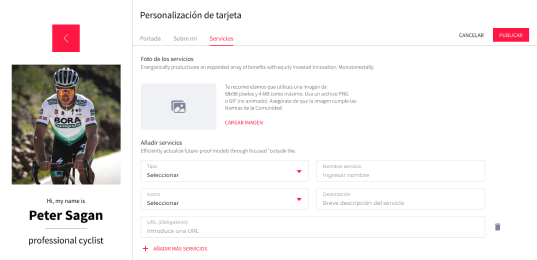 Personalización de tarjeta
Portada
Sobre mí
Servicios
CANCELAR
PUBLICAR
Foto de los servicios
Energetically productivate an expanded array of benefits with equity invested innovation. Monotonectally.
Te recomendamos que utilices una imagen de
98x98 píxeles y 4 MB como máximo. Usa un archivo PNG
o GIF (no animado). Asegúrate de que la imagen cumple las
Normas de la Comunidad.
CARGAR IMAGEN
Añadir servicios
Efficiently actualize future-proof models through focused "outside the.
Tipo
Seleccionar
Nombre servicio
Ingresar nombre
Icono
Seleccionar
Descripción
Breve descripción del servicio
URL (Obligatorio)
Introduce una URL
AÑADIR MÁS SERVICIOS
BORA
Hi, my name is
Peter Sagan
professional cyclist